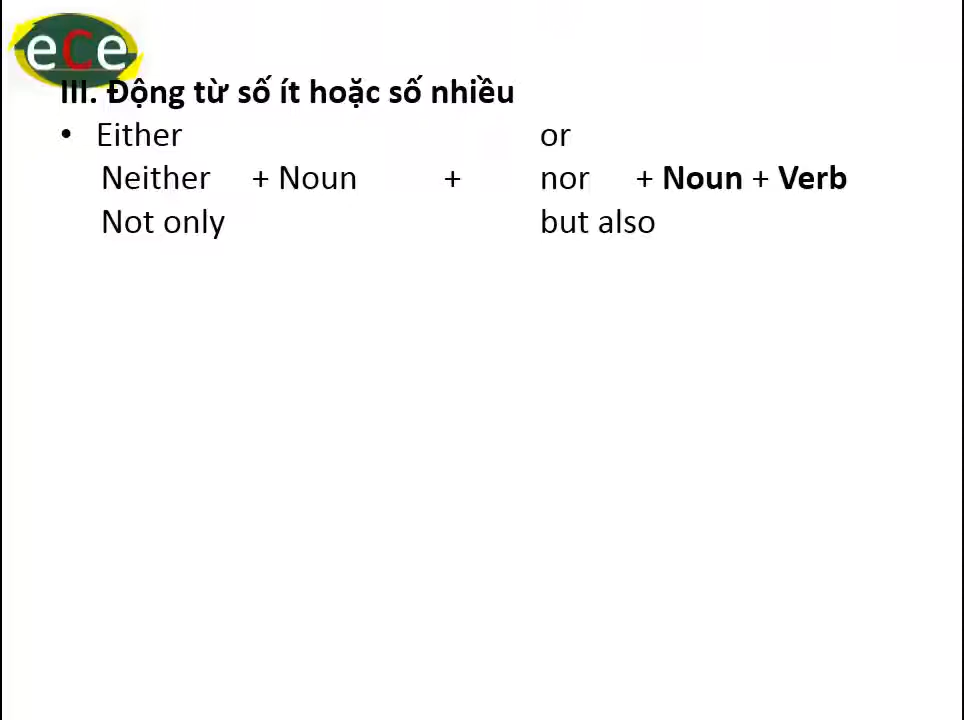 ece
III. Động từ số ít hoặc số nhiều
• Either or
Neither + Noun + nor + Noun + Verb
Not only but also